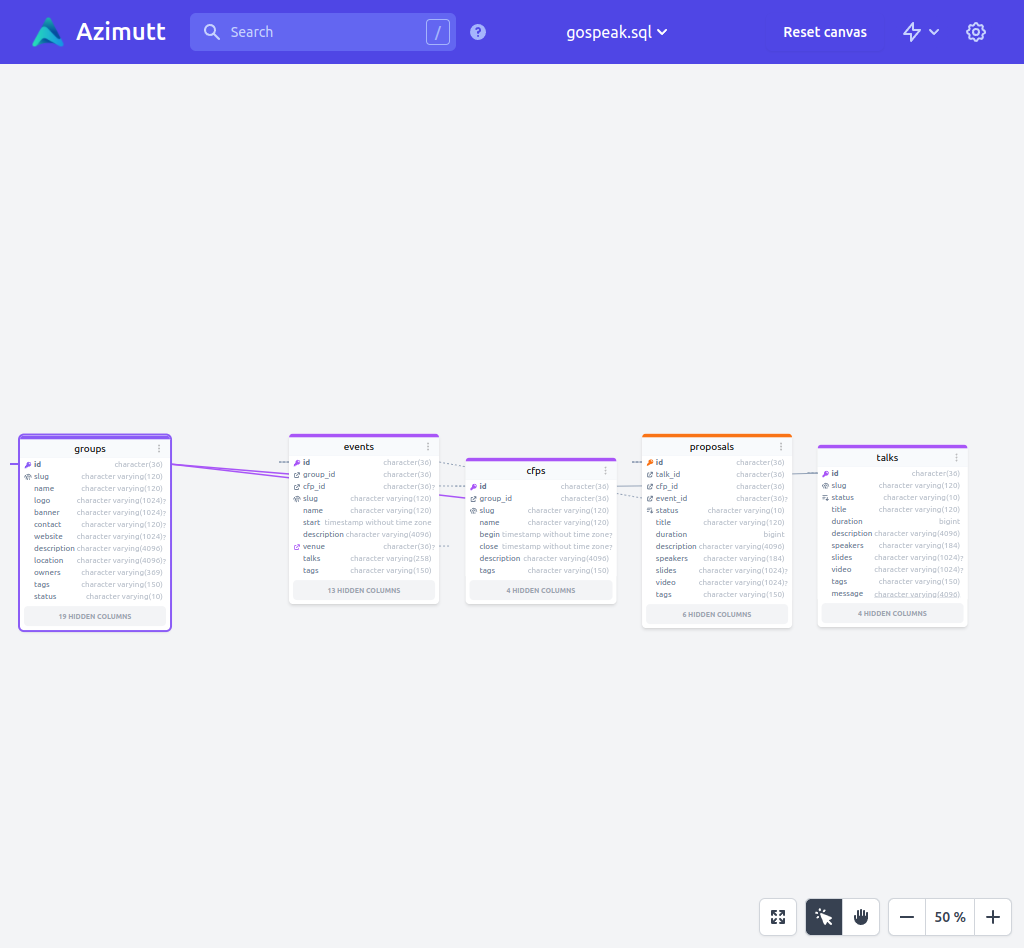 Azimutt
Search
/
?
gospeak.sql
Reset canvas
groups
id character(36)
slug character varying(120)
name character varying(120)
logo character varying(1024)?
banner character varying(1024)?
contact character varying(120)?
website character varying(1024)?
description character varying(4096)
location character varying(4096)?
owners character varying(369)
tags character varying(150)
status character varying(10)
19 HIDDEN COLUMNS
events
id character(36)
group_id character(36)
cfp_id character(36)?
slug character varying(120)
name character varying(120)
start timestamp without time zone
description character varying(4096)
venue character(36)?
talks character varying(258)
tags character varying(150)
13 HIDDEN COLUMNS
cfps
id character(36)
group_id character(36)
slug character varying(120)
name character varying(120)
begin timestamp without time zone?
close timestamp without time zone?
description character varying(4096)
tags character varying(150)
4 HIDDEN COLUMNS
proposals
id character(36)
talk_id character(36)
cfp_id character(36)
event_id character(36)?
status character varying(10)
title character varying(120)
duration bigint
description character varying(4096)
speakers character varying(184)
slides character varying(1024)?
video character varying(1024)?
tags character varying(150)
6 HIDDEN COLUMNS
talks
id character(36)
slug character varying(120)
status character varying(10)
title character varying(120)
duration bigint
description character varying(4096)
speakers character varying(184)
slides character varying(1024)?
video character varying(1024)?
tags character varying(150)
message character varying(4096)
4 HIDDEN COLUMNS
50 %